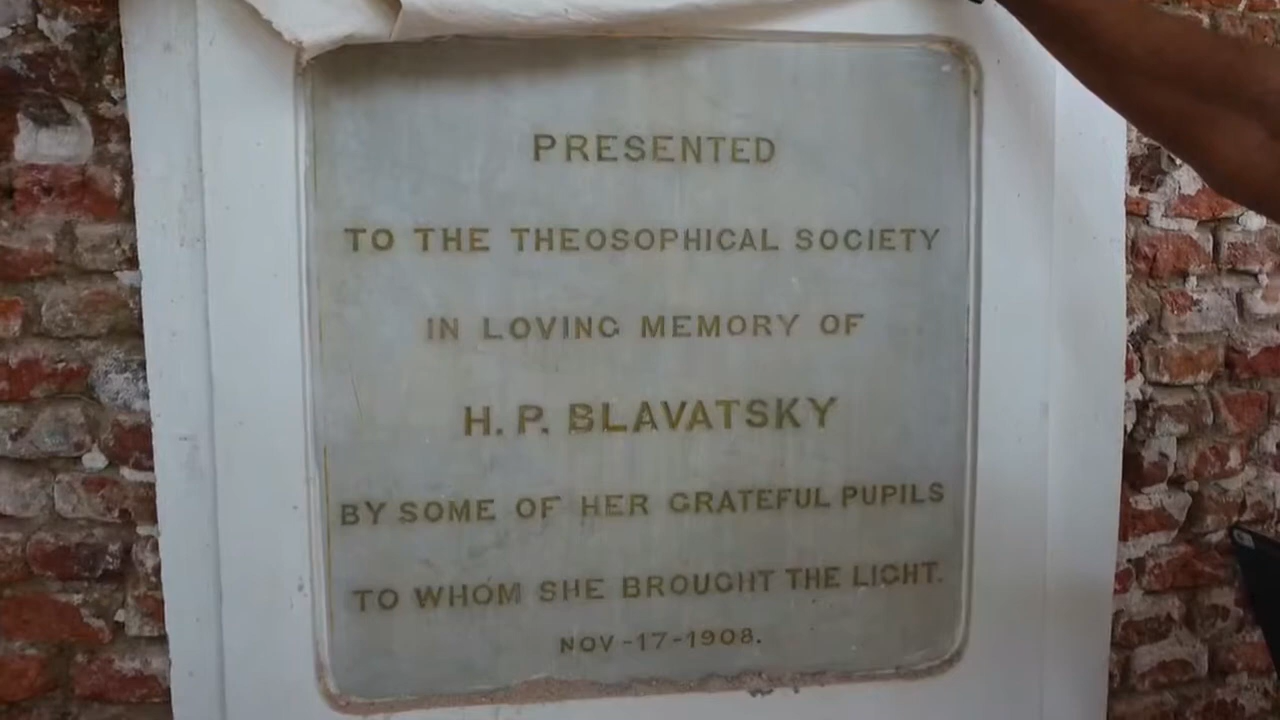 PRESENTED
TO THE THEOSOPHICAL SOCIETY
IN LOVING MEMORY OF
H. P. BLAVATSKY
BY SOME OF HER GRATEFUL PUPILS
TO WHOM SHE BROUGHT THE LIGHT.
NOV-17-1908.